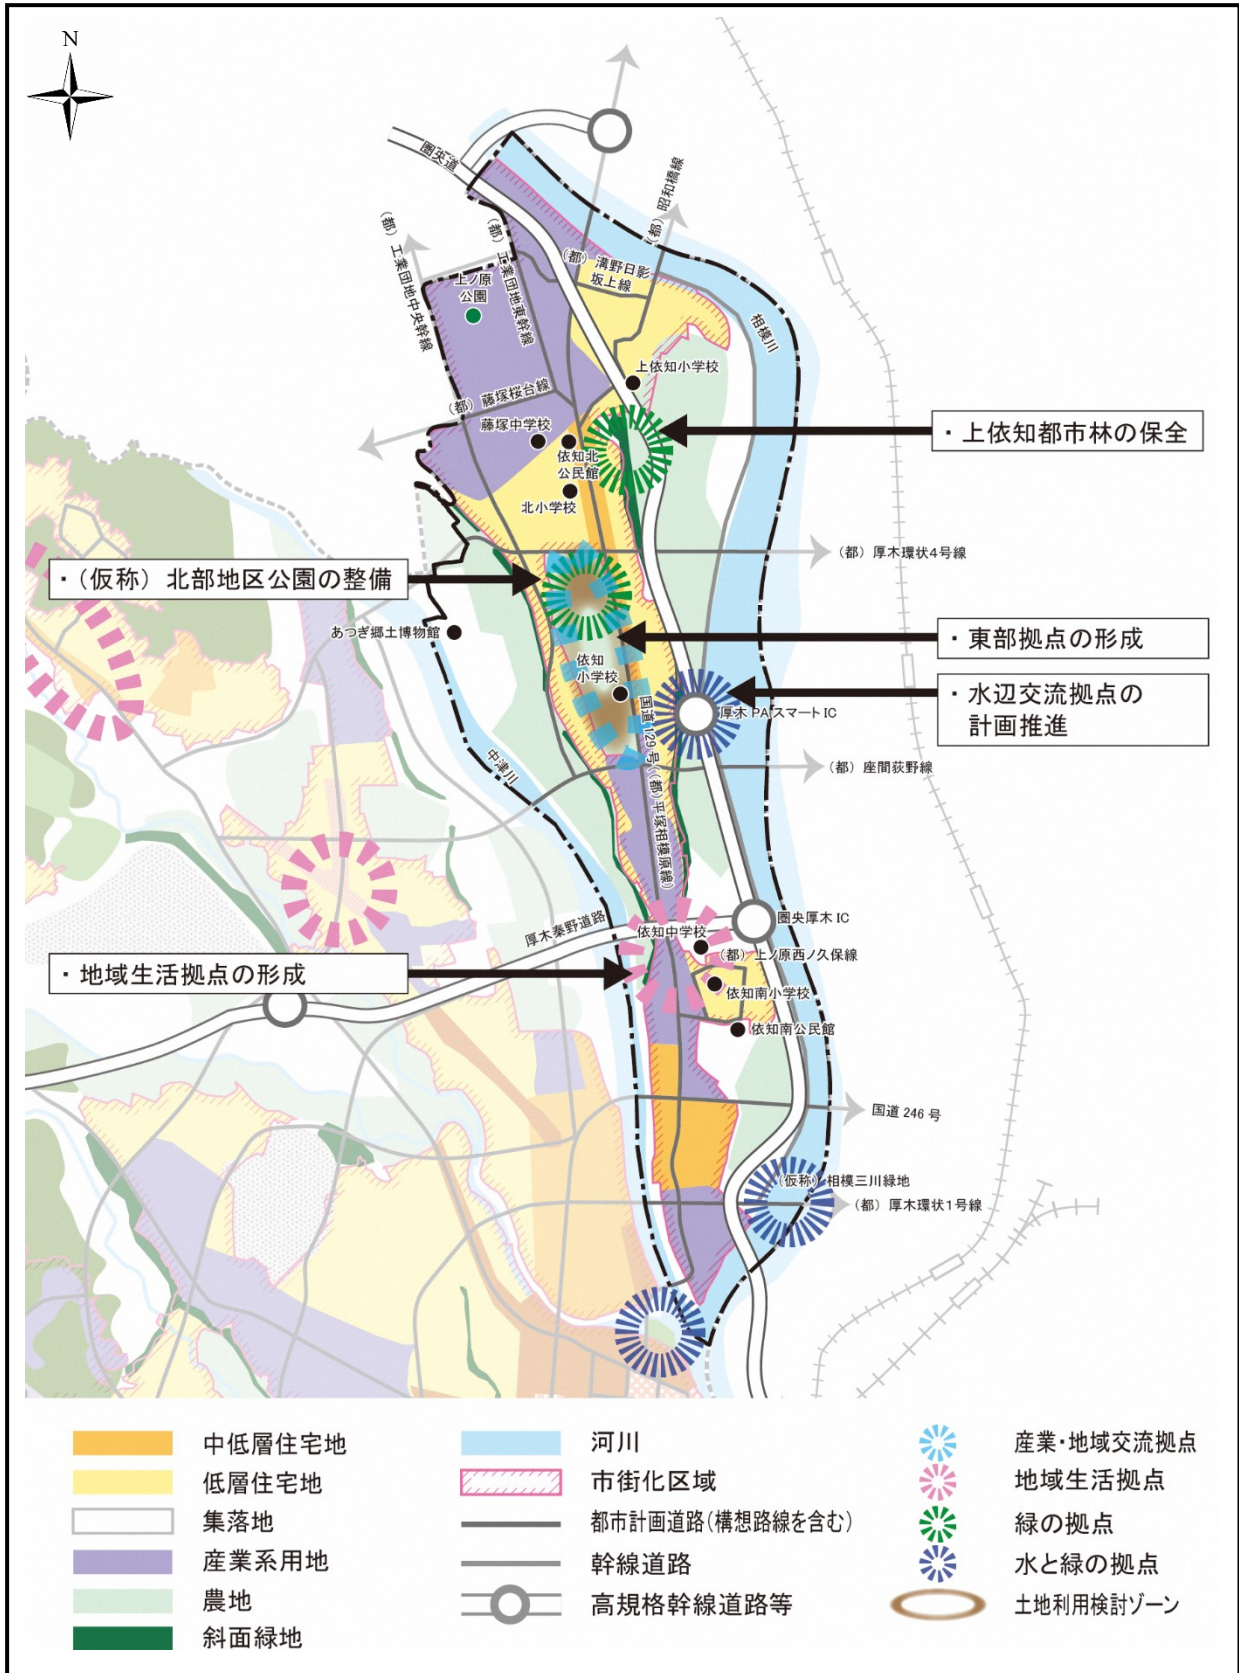 N
圏央道
(都)工業団地中央幹線
(都)工業団地東幹線
(都)昭和橋線
(都)溝野日影
坂上線
上ノ原
公園
相模川
上依知小学校
(都)藤塚桜台線
藤塚中学校
依知北
公民館
北小学校
・上依知都市林の保全
(都)厚木環状4号線
・(仮称)北部地区公園の整備
あつぎ郷土博物館
・東部拠点の形成
依知
小学校
・水辺交流拠点の
計画推進
厚木PAスマートIC
国道129号(都)平塚相模原線)
中津川
(都)座間荻野線
圏央厚木IC
厚木秦野道路
依知中学校
(都)上ノ原西ノ久保線
・地域生活拠点の形成
依知南小学校
依知南公民館
国道246号
(仮称)相模三川緑地
(都)厚木環状1号線
中低層住宅地
低層住宅地
集落地
産業系用地
農地
斜面緑地
河川
市街化区域
都市計画道路(構想路線を含む)
幹線道路
高規格幹線道路等
産業・地域交流拠点
地域生活拠点
緑の拠点
水と緑の拠点
土地利用検討ゾーン